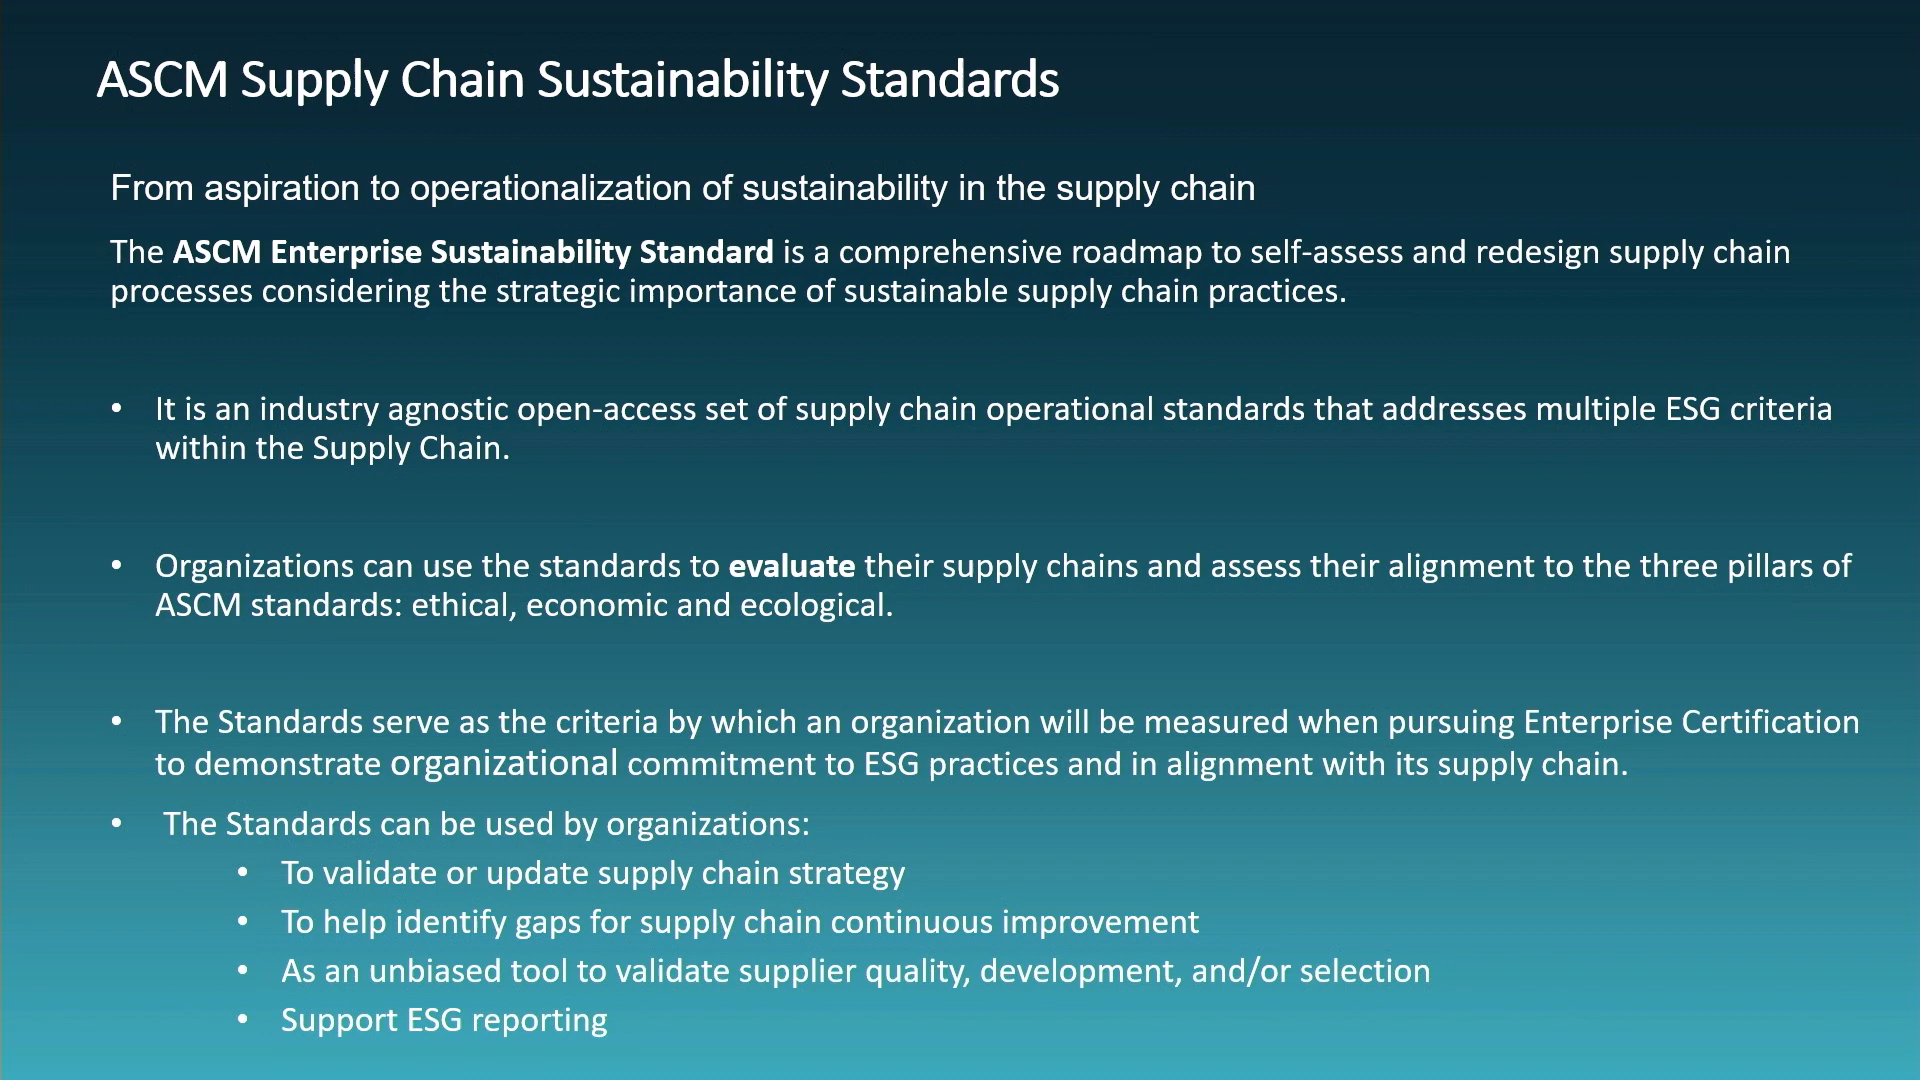 ASCM Supply Chain Sustainability Standards
From aspiration to operationalization of sustainability in the supply chain
The ASCM Enterprise Sustainability Standard is a comprehensive roadmap to self-assess and redesign supply chain
processes considering the strategic importance of sustainable supply chain practices.
• It is an industry agnostic open-access set of supply chain operational standards that addresses multiple ESG criteria
within the Supply Chain.
• Organizations can use the standards to evaluate their supply chains and assess their alignment to the three pillars of
ASCM standards: ethical, economic and ecological.
• The Standards serve as the criteria by which an organization will be measured when pursuing Enterprise Certification
to demonstrate organizational commitment to ESG practices and in alignment with its supply chain.
• The Standards can be used by organizations:
• To validate or update supply chain strategy
• To help identify gaps for supply chain continuous improvement
• As an unbiased tool to validate supplier quality, development, and/or selection
• Support ESG reporting